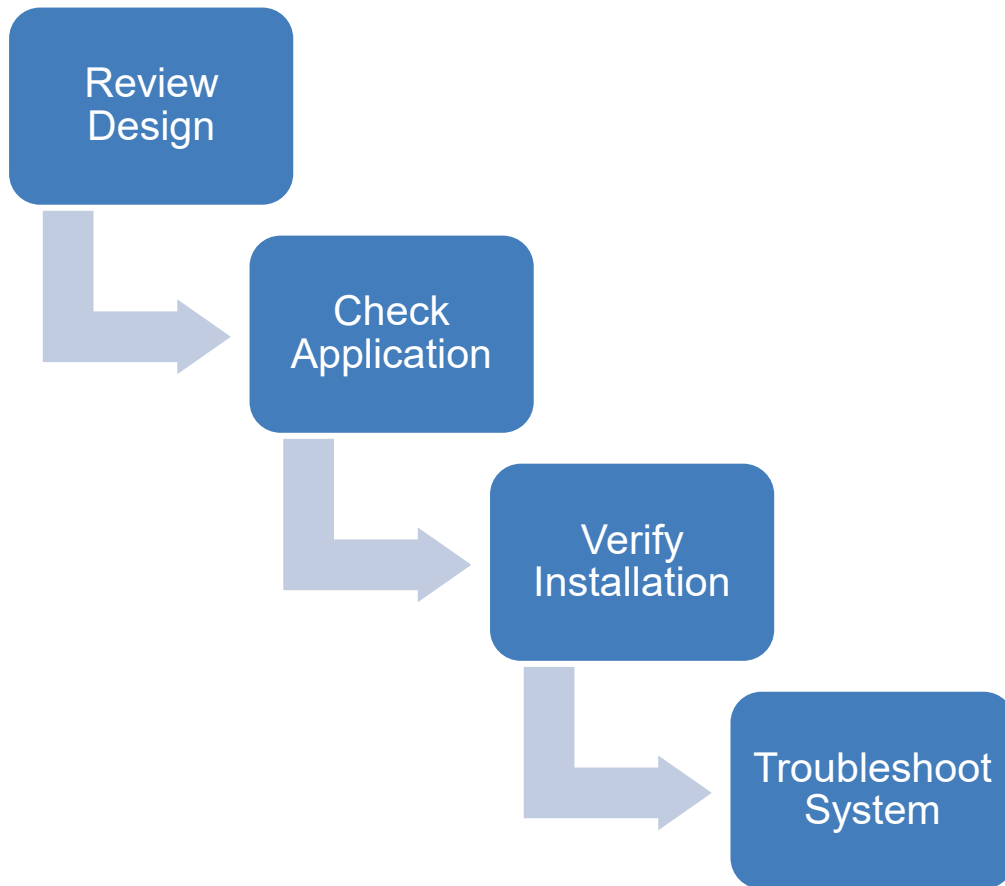 Review
Design
Check
Application
Verify
Installation
Troubleshoot
System